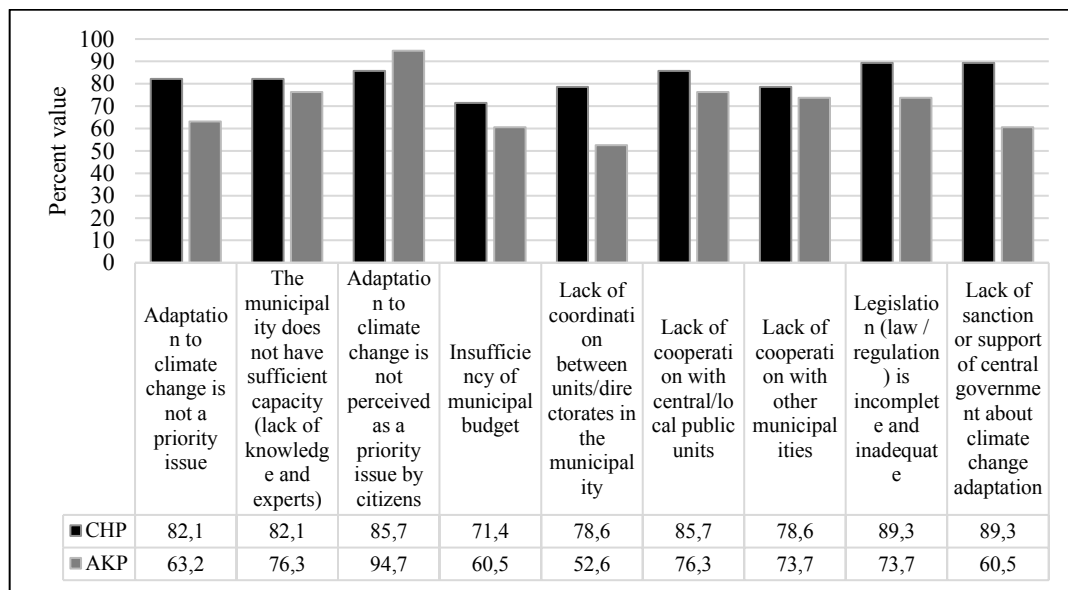 100
90
80
70
60
50
40
30
20
10
0
Percent value
Adaptatio
n to
climate
change is
not a
priority
issue
The
municipal
ity does
not have
sufficient
capacity
(lack of
knowledg
e and
experts)
Adaptatio
n to
climate
change is
not
perceived
as a
priority
issue by
citizens
Insufficie
ncy of
municipal
budget
Lack of
coordinati
on
between
units/dire
ctorates in
the
municipal
ity
Lack of
cooperati
on with
central/lo
cal public
units
Lack of
cooperati
on with
other
municipal
ities
Legislatio
n (law /
regulation
) is
incomplet
e and
inadequat
e
Lack of
sanction
or support
of central
governme
nt about
climate
change
adaptation
CHP 82,1 82,1 85,7 71,4 78,6 85,7 78,6 89,3 89,3
AKP 63,2 76,3 94,7 60,5 52,6 76,3 73,7 73,7 60,5